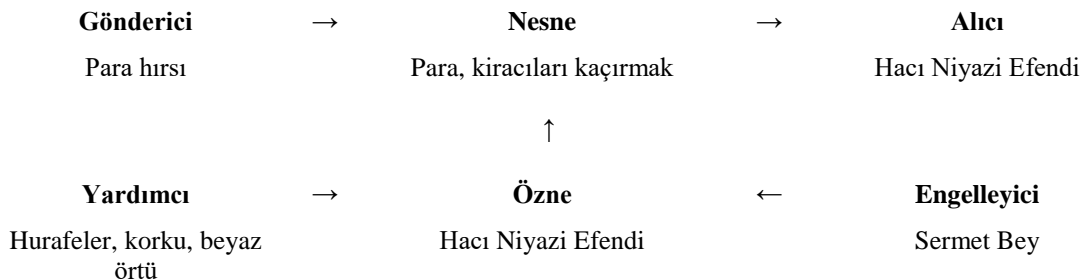 Gönderici → Nesne → Alıcı
Para hırsı Para, kiracıları kaçırmak Hacı Niyazi Efendi
↑
Yardımcı → Özne ← Engelleyici
Hurafeler, korku, beyaz Hacı Niyazi Efendi Sermet Bey
örtü